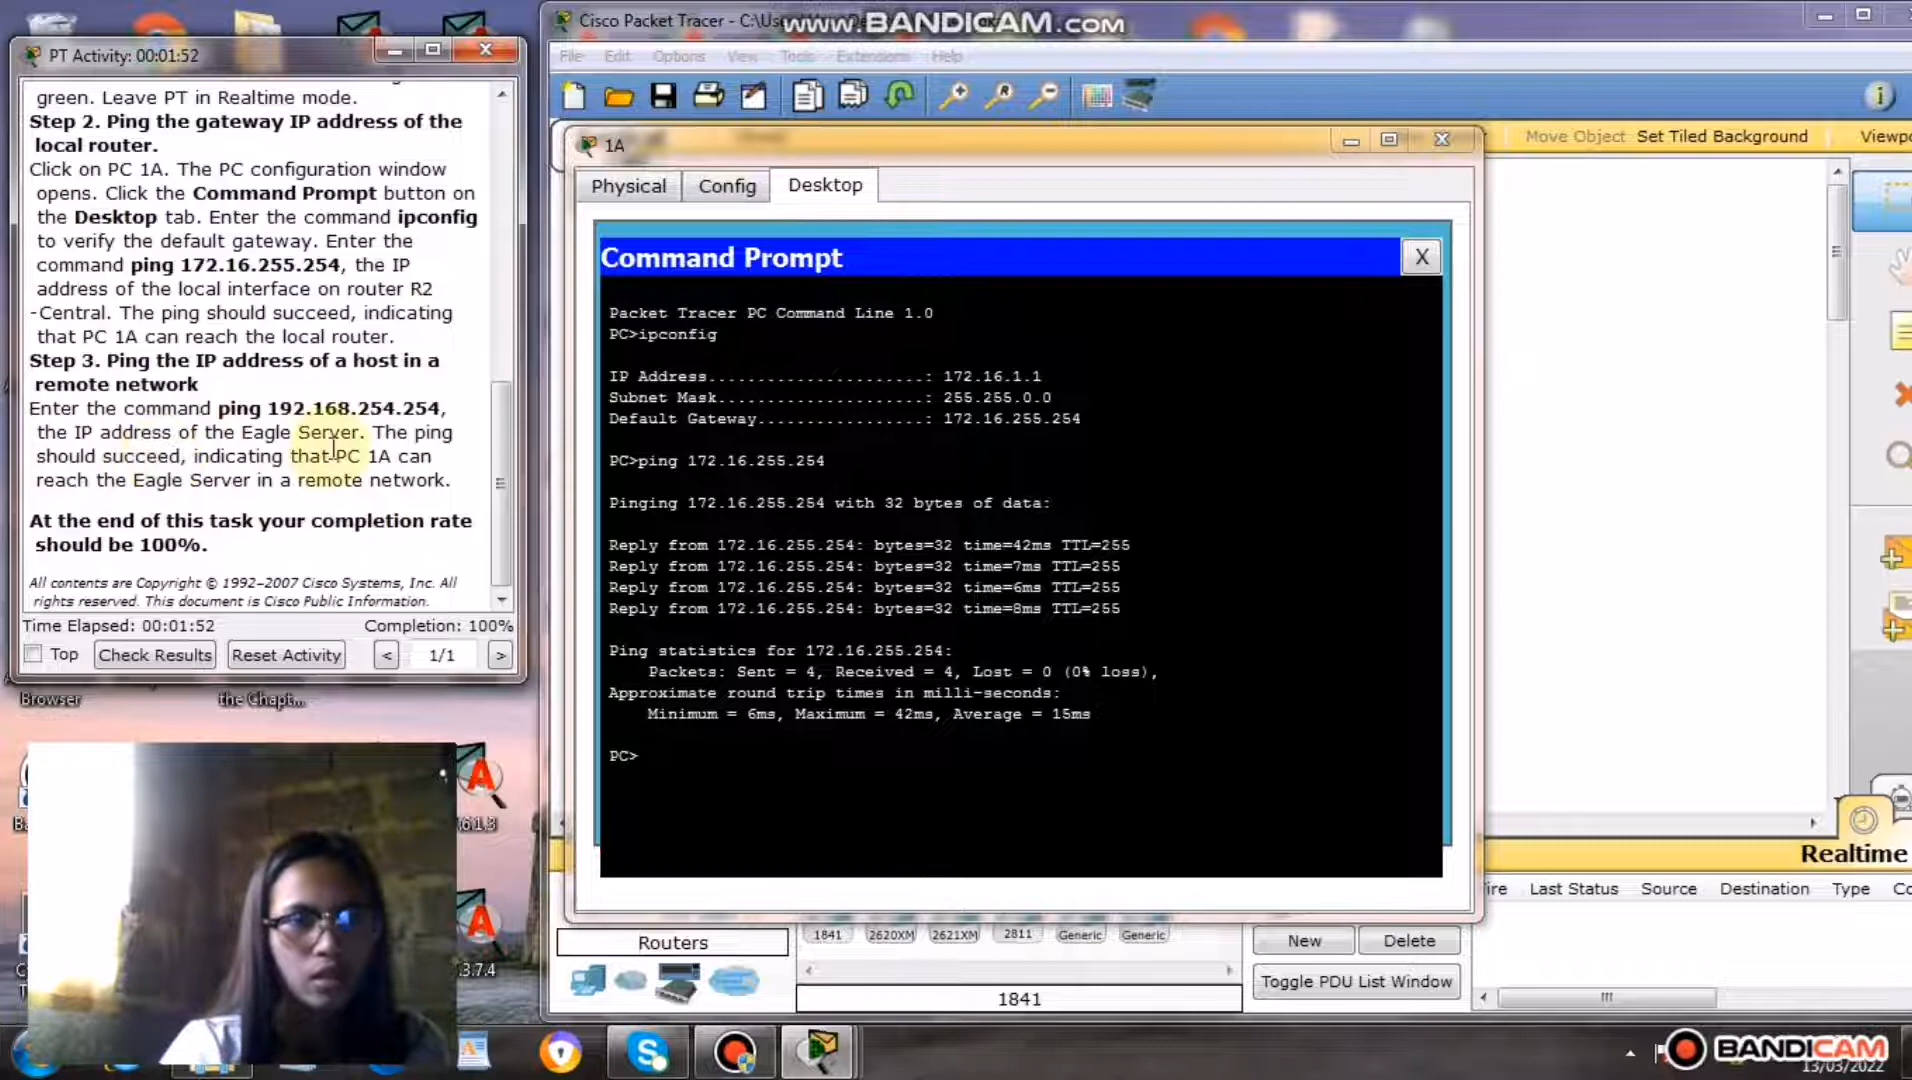 Cisco Packet Tracer - C:\Use
www.BANDICAM.com
PT Activity: 00:01:52
File Edit Options View Tools Extensions Help
green. Leave PT in Realtime mode.
Step 2. Ping the gateway IP address of the
local router.
Click on PC 1A. The PC configuration window
opens. Click the Command Prompt button on
the Desktop tab. Enter the command ipconfig
to verify the default gateway. Enter the
command ping 172.16.255.254, the IP
address of the local interface on router R2
-Central. The ping should succeed, indicating
that PC 1A can reach the local router.
Step 3. Ping the IP address of a host in a
remote network
Enter the command ping 192.168.254.254,
the IP address of the Eagle Server. The ping
should succeed, indicating that PC 1A can
reach the Eagle Server in a remote network.
At the end of this task your completion rate
should be 100%.
All contents are Copyright © 1992–2007 Cisco Systems, Inc. All
rights reserved. This document is Cisco Public Information.
Time Elapsed: 00:01:52 Completion: 100%
Top Check Results Reset Activity < 1/1 >
Move Object Set Tiled Background Viewp
1A
Physical Config Desktop
Command Prompt X
Packet Tracer PC Command Line 1.0
PC>ipconfig
IP Address......................: 172.16.1.1
Subnet Mask.....................: 255.255.0.0
Default Gateway.................: 172.16.255.254
PC>ping 172.16.255.254
Pinging 172.16.255.254 with 32 bytes of data:
Reply from 172.16.255.254: bytes=32 time=42ms TTL=255
Reply from 172.16.255.254: bytes=32 time=7ms TTL=255
Reply from 172.16.255.254: bytes=32 time=6ms TTL=255
Reply from 172.16.255.254: bytes=32 time=8ms TTL=255
Ping statistics for 172.16.255.254:
Packets: Sent = 4, Received = 4, Lost = 0 (0% loss),
Approximate round trip times in milli-seconds:
Minimum = 6ms, Maximum = 42ms, Average = 15ms
PC>
Browser
the Chapt...
6.1.3
3.7.4
Realtime
ire Last Status Source Destination Type Co
Routers
1841 2620XM 2621XM 2811 Generic Generic
1841
New Delete
Toggle PDU List Window
BANDICAM
13/03/2022